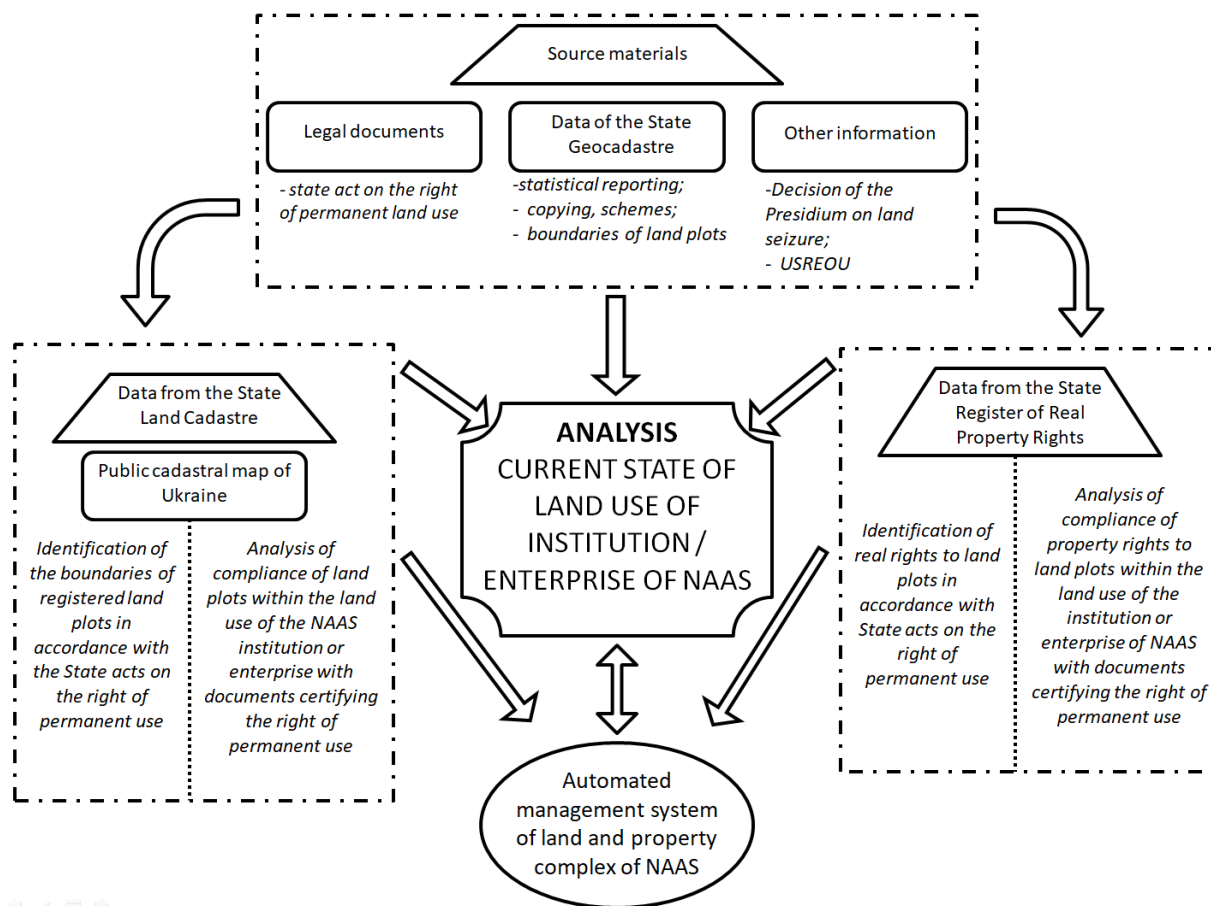 Source materials
Legal documents
- state act on the right
of permanent land use
Data of the State
Geocadastre
-statistical reporting;
- copying, schemes;
- boundaries of land plots
Other information
-Decision of the
Presidium on land
seizure;
- USREOU
Data from the State
Land Cadastre
Public cadastral map of
Ukraine
Identification of
the boundaries of
registered land
plots in
accordance with
the State acts on
the right of
permanent use
Analysis of
compliance of land
plots within the land
use of the NAAS
institution or
enterprise with
documents certifying
the right of
permanent use
ANALYSIS
CURRENT STATE OF
LAND USE OF
INSTITUTION /
ENTERPRISE OF NAAS
Data from the State
Register of Real
Property Rights
Identification of
real rights to land
plots in
accordance with
State acts on the
right of
permanent use
Analysis of
compliance of
property rights to
land plots within the
land use of the
institution or
enterprise of NAAS
with documents
certifying the right of
permanent use
Automated
management system
of land and property
complex of NAAS